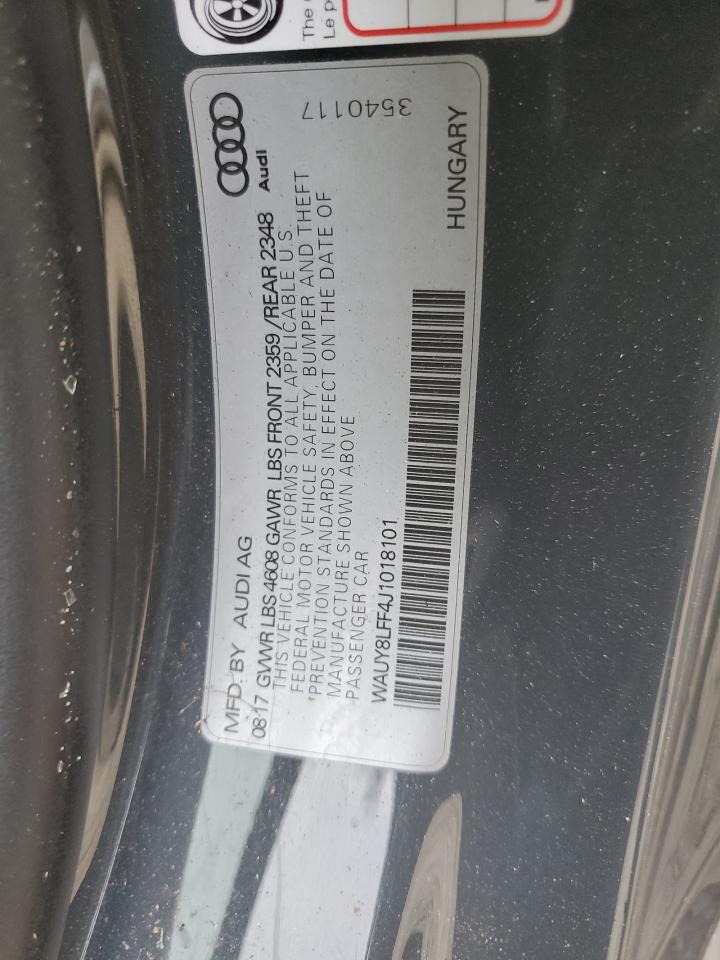 The
Le p
MFD. BY AUDI AG
08-17 GVWR LBS 4608 GAWR LBS FRONT 2359 /REAR 2348
THIS VEHICLE CONFORMS TO ALL APPLICABLE U.S.
FEDERAL MOTOR VEHICLE SAFETY, BUMPER AND THEFT
PREVENTION STANDARDS IN EFFECT ON THE DATE OF
MANUFACTURE SHOWN ABOVE
PASSENGER CAR
WAUY8LFF4J1018101
Audi
3540117
HUNGARY